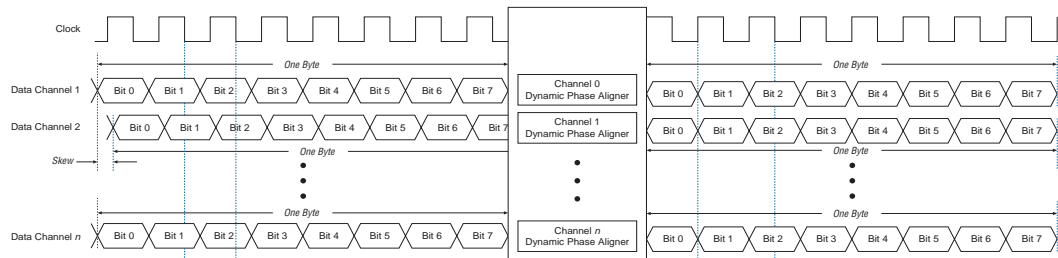 Clock
One Byte
One Byte
Data Channel 1
Bit 0 Bit 1 Bit 2 Bit 3 Bit 4 Bit 5 Bit 6 Bit 7
Channel 0
Dynamic Phase Aligner
Bit 0 Bit 1 Bit 2 Bit 3 Bit 4 Bit 5 Bit 6 Bit 7
Data Channel 2
Bit 0 Bit 1 Bit 2 Bit 3 Bit 4 Bit 5 Bit 6 Bit 7
Channel 1
Dynamic Phase Aligner
Bit 0 Bit 1 Bit 2 Bit 3 Bit 4 Bit 5 Bit 6 Bit 7
Skew
One Byte
One Byte
One Byte
One Byte
Data Channel n
Bit 0 Bit 1 Bit 2 Bit 3 Bit 4 Bit 5 Bit 6 Bit 7
Channel n
Dynamic Phase Aligner
Bit 0 Bit 1 Bit 2 Bit 3 Bit 4 Bit 5 Bit 6 Bit 7